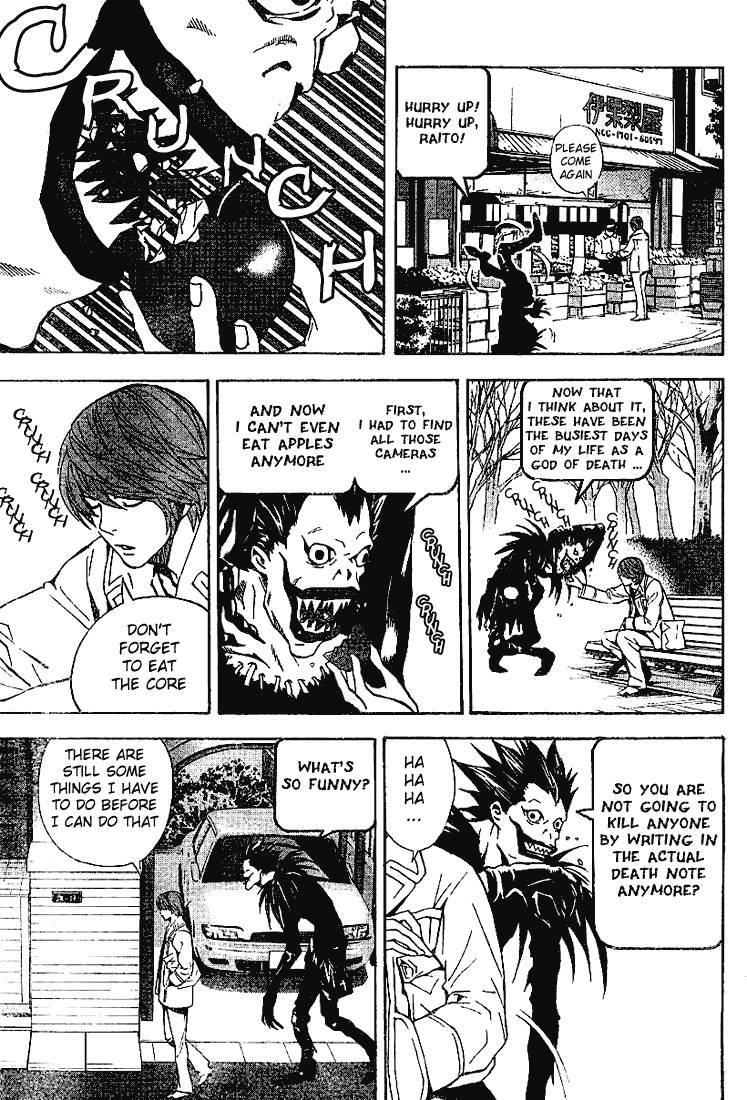 HURRY UP!
HURRY UP,
RAITO!
PLEASE
COME
AGAIN
伊果梨屋
CRUNCH
NOW THAT
I THINK ABOUT IT,
THESE HAVE BEEN
THE BUSIEST DAYS
OF MY LIFE AS A
GOD OF DEATH ...
CRUNCH
CRUNCH
CRUNCH
FIRST,
I HAD TO FIND
ALL THOSE
CAMERAS
...
AND NOW
I CAN'T EVEN
EAT APPLES
ANYMORE
CRUNCH
CRUNCH
CRUNCH
CRUNCH
CRUNCH
DON'T
FORGET
TO EAT
THE CORE
SO YOU ARE
NOT GOING TO
KILL ANYONE
BY WRITING IN
THE ACTUAL
DEATH NOTE
ANYMORE?
HA
HA
HA
...
WHAT'S
SO FUNNY?
THERE ARE
STILL SOME
THINGS I HAVE
TO DO BEFORE
I CAN DO THAT